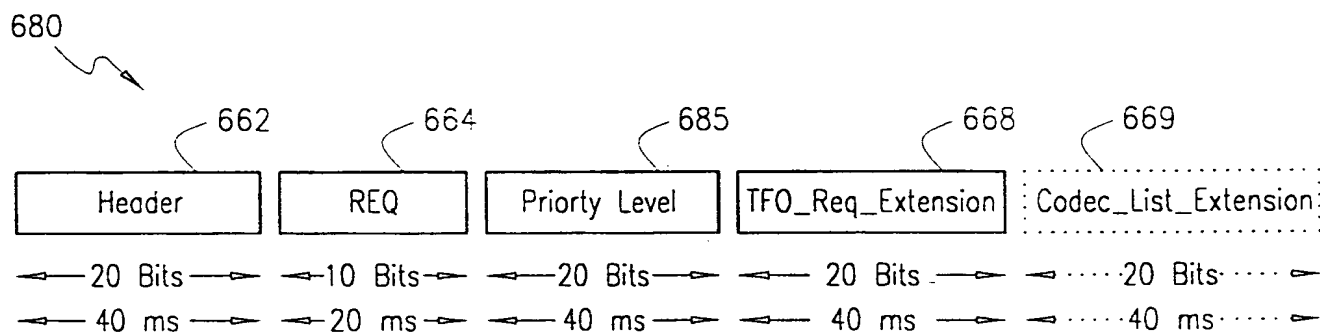 680
662 664 685 668 669
Header REQ Priorty Level TFO_Req_Extension Codec_List_Extension
20 Bits 10 Bits 20 Bits 20 Bits 20 Bits
40 ms 20 ms 40 ms 40 ms 40 ms